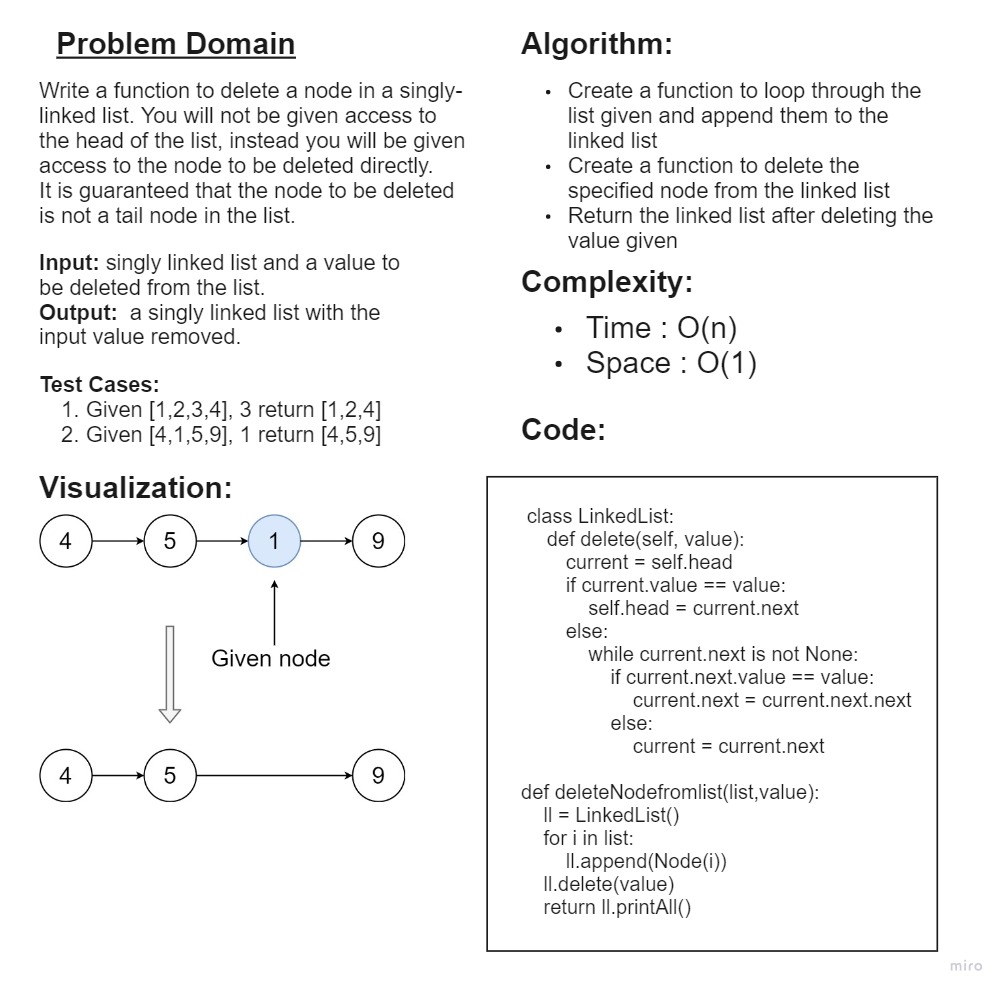 Problem Domain
Write a function to delete a node in a singly-
linked list. You will not be given access to
the head of the list, instead you will be given
access to the node to be deleted directly.
It is guaranteed that the node to be deleted
is not a tail node in the list.
Input: singly linked list and a value to
be deleted from the list.
Output:  a singly linked list with the
input value removed.
Test Cases:
1. Given [1,2,3,4], 3 return [1,2,4]
2. Given [4,1,5,9], 1 return [4,5,9]
Visualization:
4 5 1 9
Given node
4 5 9
Algorithm:
• Create a function to loop through the
list given and append them to the
linked list
• Create a function to delete the
specified node from the linked list
• Return the linked list after deleting the
value given
Complexity:
• Time : O(n)
• Space : O(1)
Code:
class LinkedList:
def delete(self, value):
current = self.head
if current.value == value:
self.head = current.next
else:
while current.next is not None:
if current.next.value == value:
current.next = current.next.next
else:
current = current.next
def deleteNodefromlist(list,value):
ll = LinkedList()
for i in list:
ll.append(Node(i))
ll.delete(value)
return ll.printAll()
miro